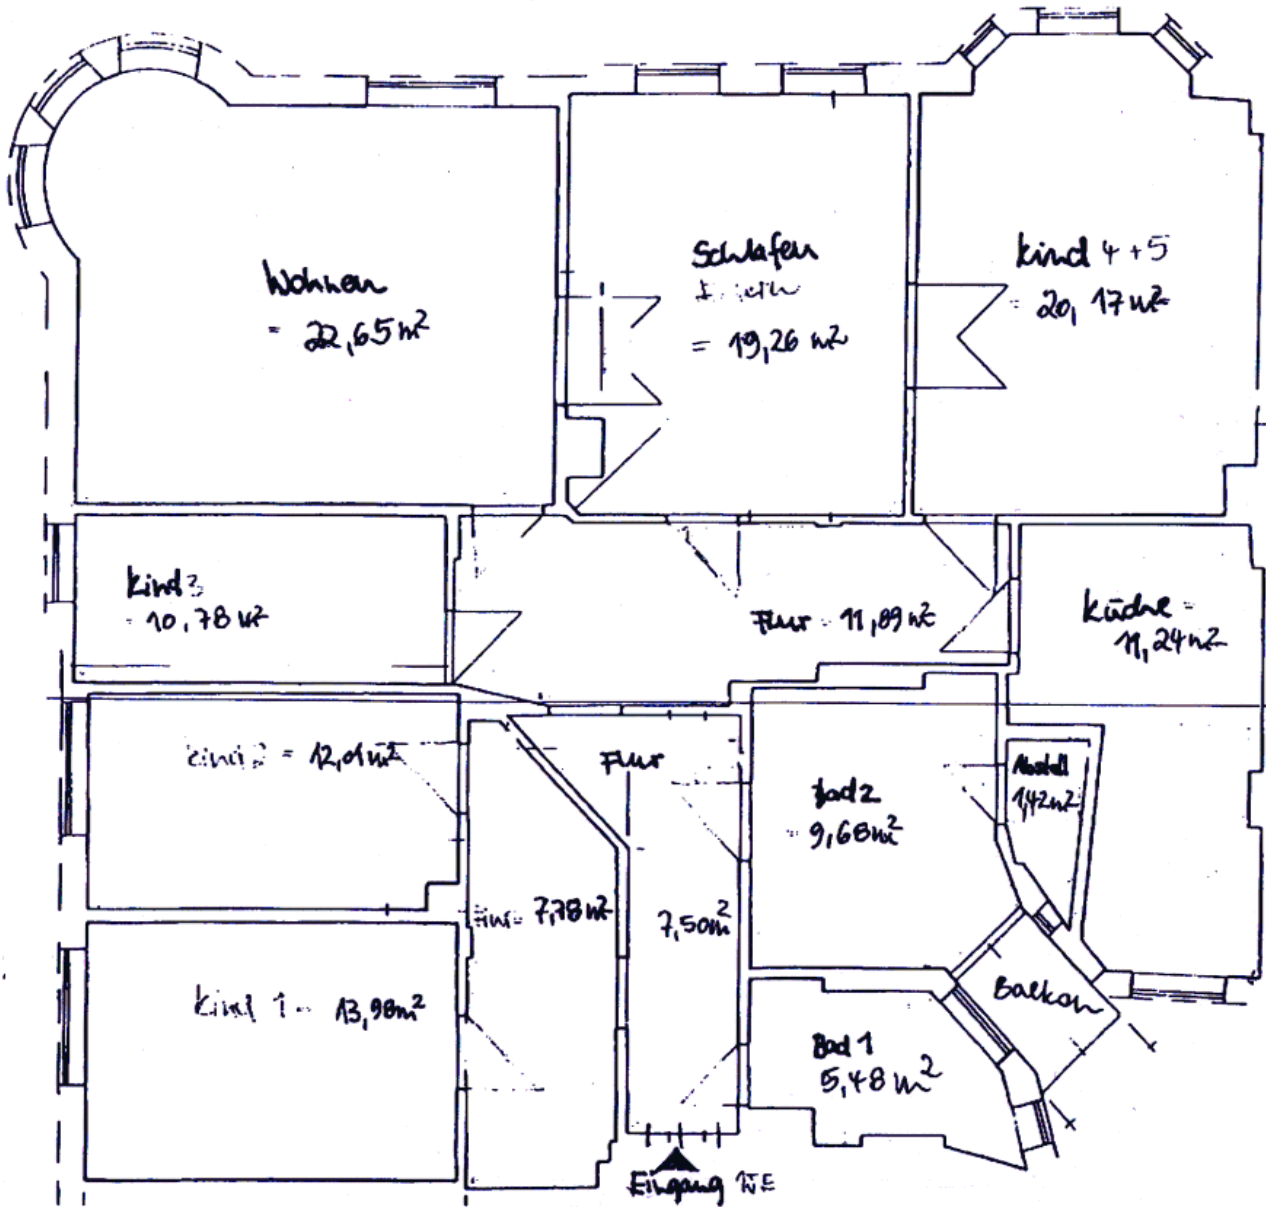 Wohnen
= 22,65 m²
Schlafen
= 19,26 m²
Kind 4 + 5
= 20,17 m²
Kind 3
= 10,78 m²
Flur = 11,89 m²
Küche =
11,24 m²
Kind 2 = 12,01 m²
Flur
7,50 m²
Bad 2
= 9,68 m²
Abstell
1,42 m²
Flur = 7,78 m²
Kind 1 = 13,98 m²
Balkon
Bad 1
5,48 m²
Eingang WE